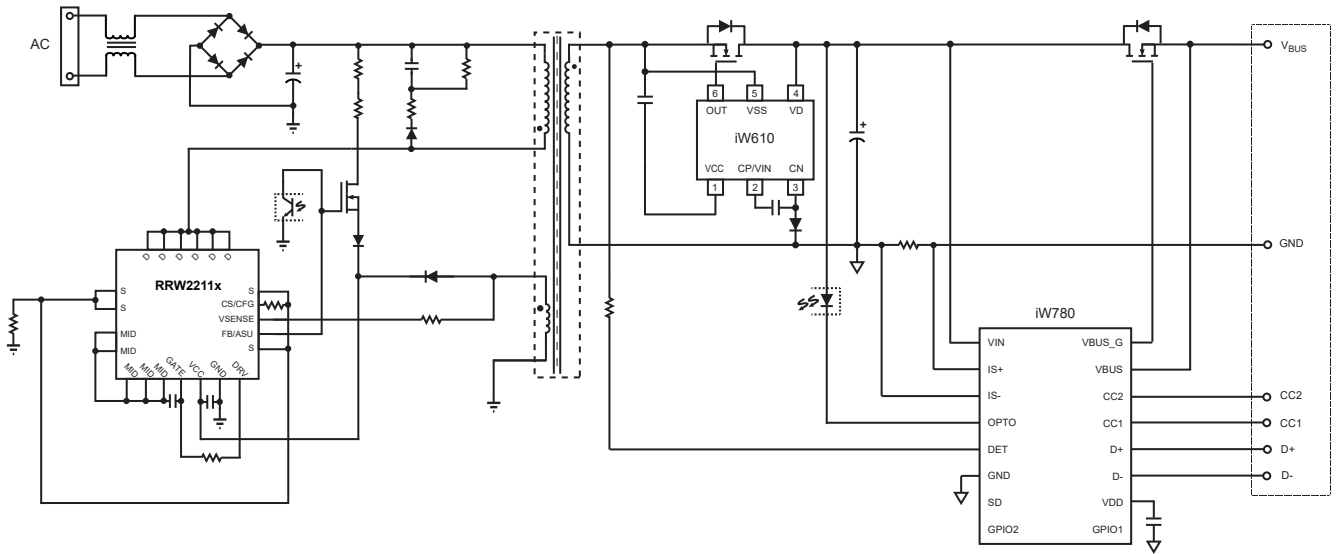 AC
V_BUS
6 5 4
OUT VSS VD
iW610
VCC CP/VIN CN
1 2 3
GND
D D D D D D
RRW2211x
S
S
MID
MID
S
CS/CFG
VSENSE
FB/ASU
S
MID MID MID GATE VCC GND DRV
iW780
VIN VBUS_G
IS+ VBUS
IS- CC2 CC2
OPTO CC1 CC1
DET D+ D+
GND D- D-
SD VDD
GPIO2 GPIO1